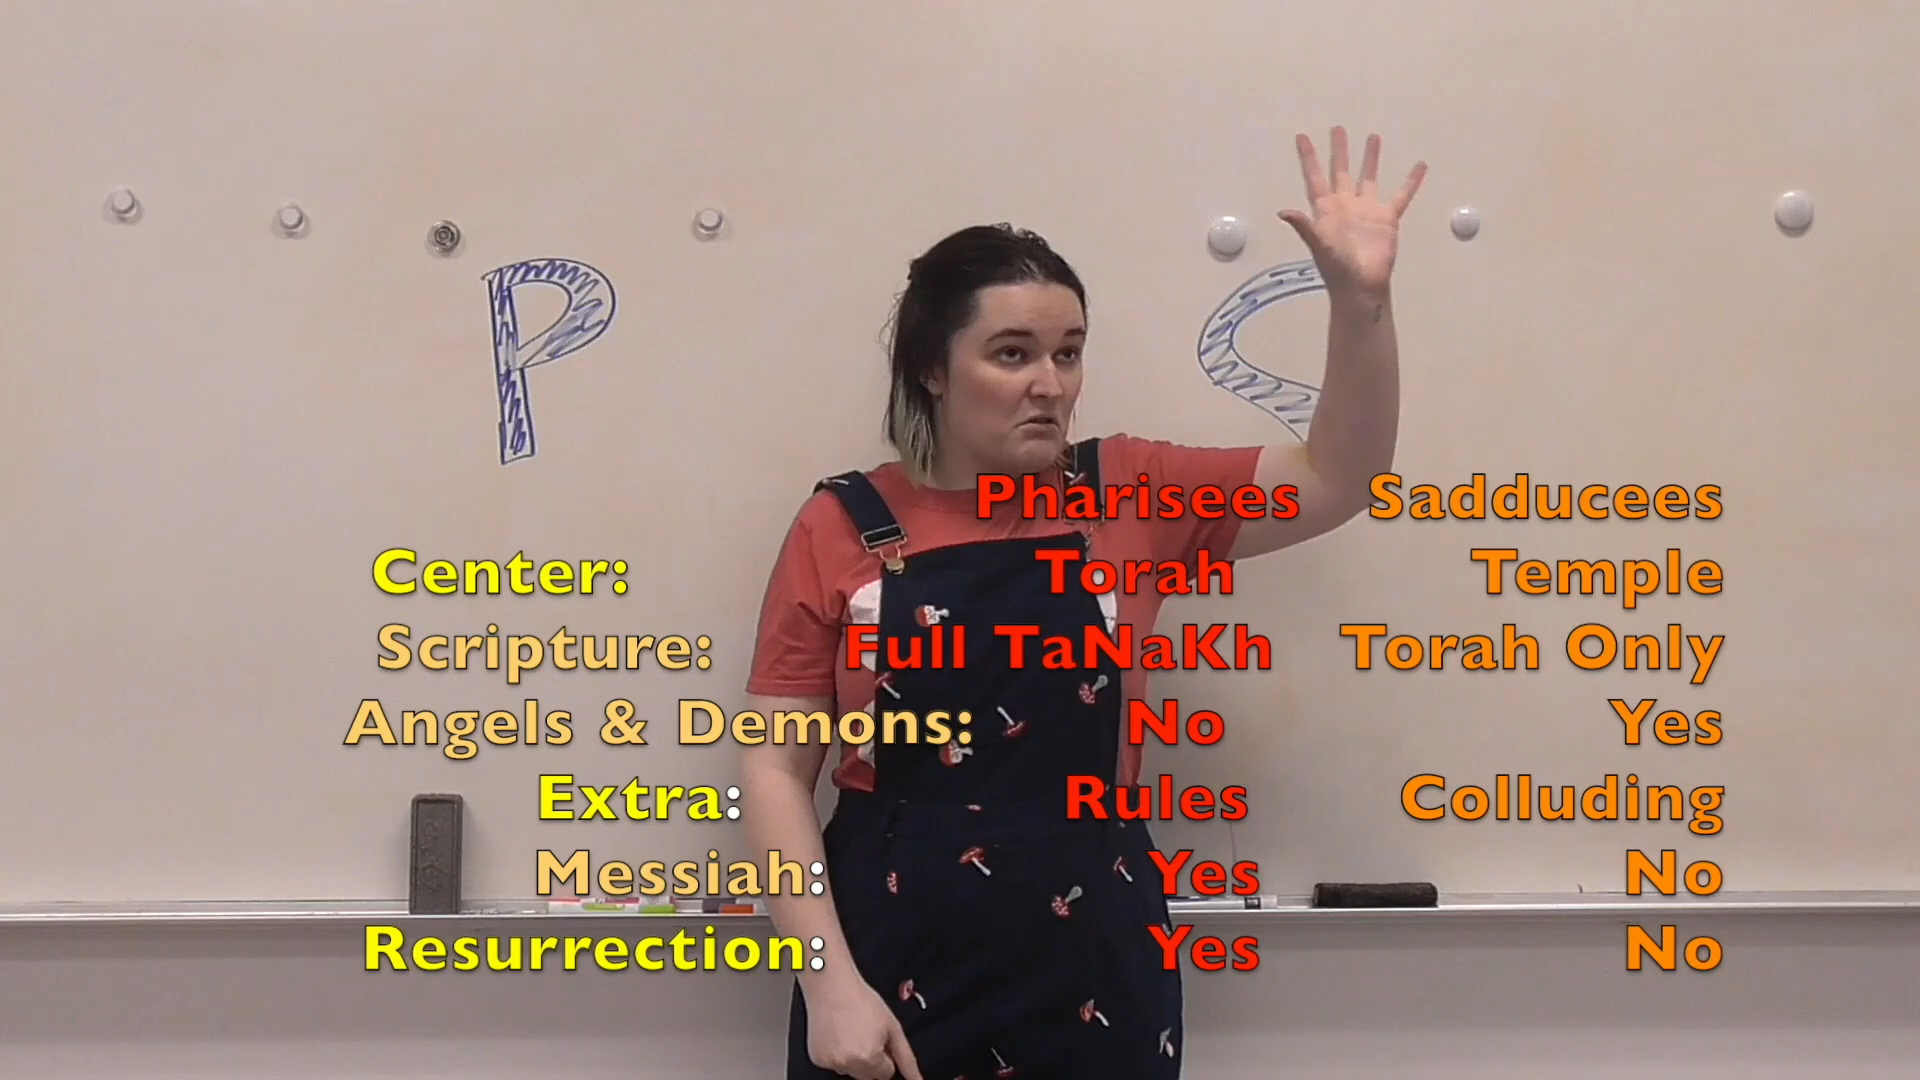 P S
Pharisees Sadducees
Center: Torah Temple
Scripture: Full TaNaKh Torah Only
Angels & Demons: No Yes
Extra: Rules Colluding
Messiah: Yes No
Resurrection: Yes No